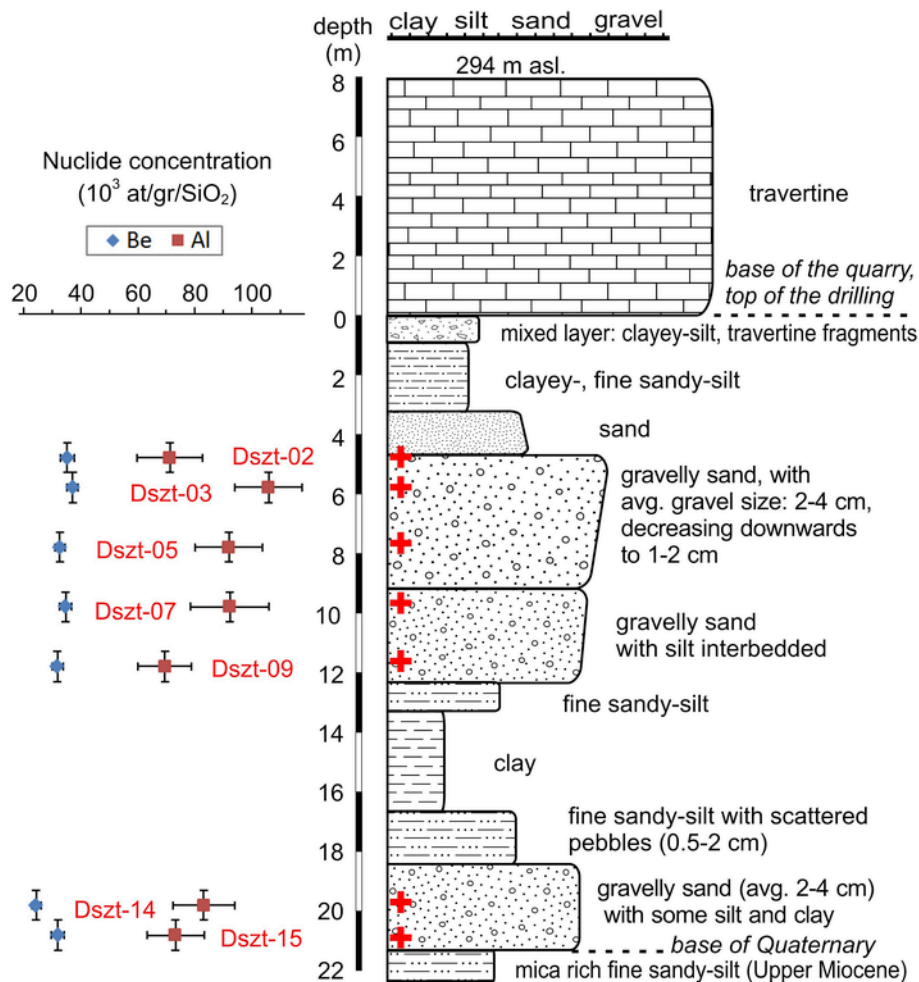 depth
(m)
clay silt sand gravel
294 m asl.
8
6
4
2
0
2
4
6
8
10
12
14
16
18
20
22
Nuclide concentration
(10³ at/gr/SiO₂)
Be Al
20 40 60 80 100
Dszt-02
Dszt-03
Dszt-05
Dszt-07
Dszt-09
Dszt-14
Dszt-15
travertine
base of the quarry,
top of the drilling
mixed layer: clayey-silt, travertine fragments
clayey-, fine sandy-silt
sand
gravelly sand, with
avg. gravel size: 2-4 cm,
decreasing downwards
to 1-2 cm
gravelly sand
with silt interbedded
fine sandy-silt
clay
fine sandy-silt with scattered
pebbles (0.5-2 cm)
gravelly sand (avg. 2-4 cm)
with some silt and clay
base of Quaternary
mica rich fine sandy-silt (Upper Miocene)